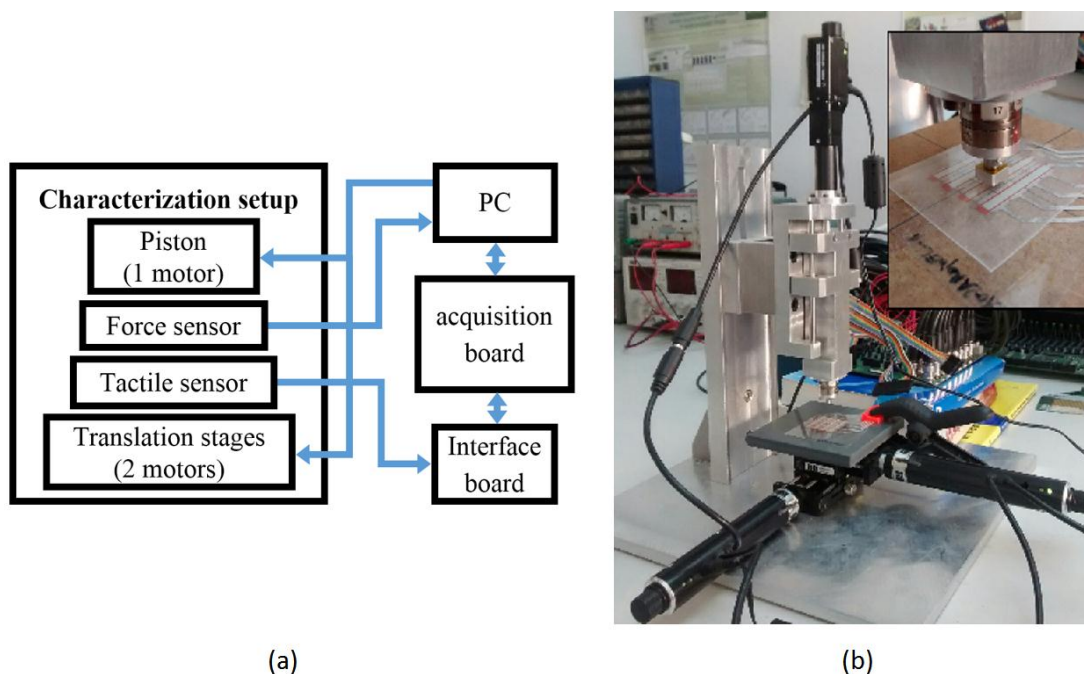 Characterization setup
Piston
(1 motor)
Force sensor
Tactile sensor
Translation stages
(2 motors)
PC
acquisition
board
Interface
board
17
(a)
(b)